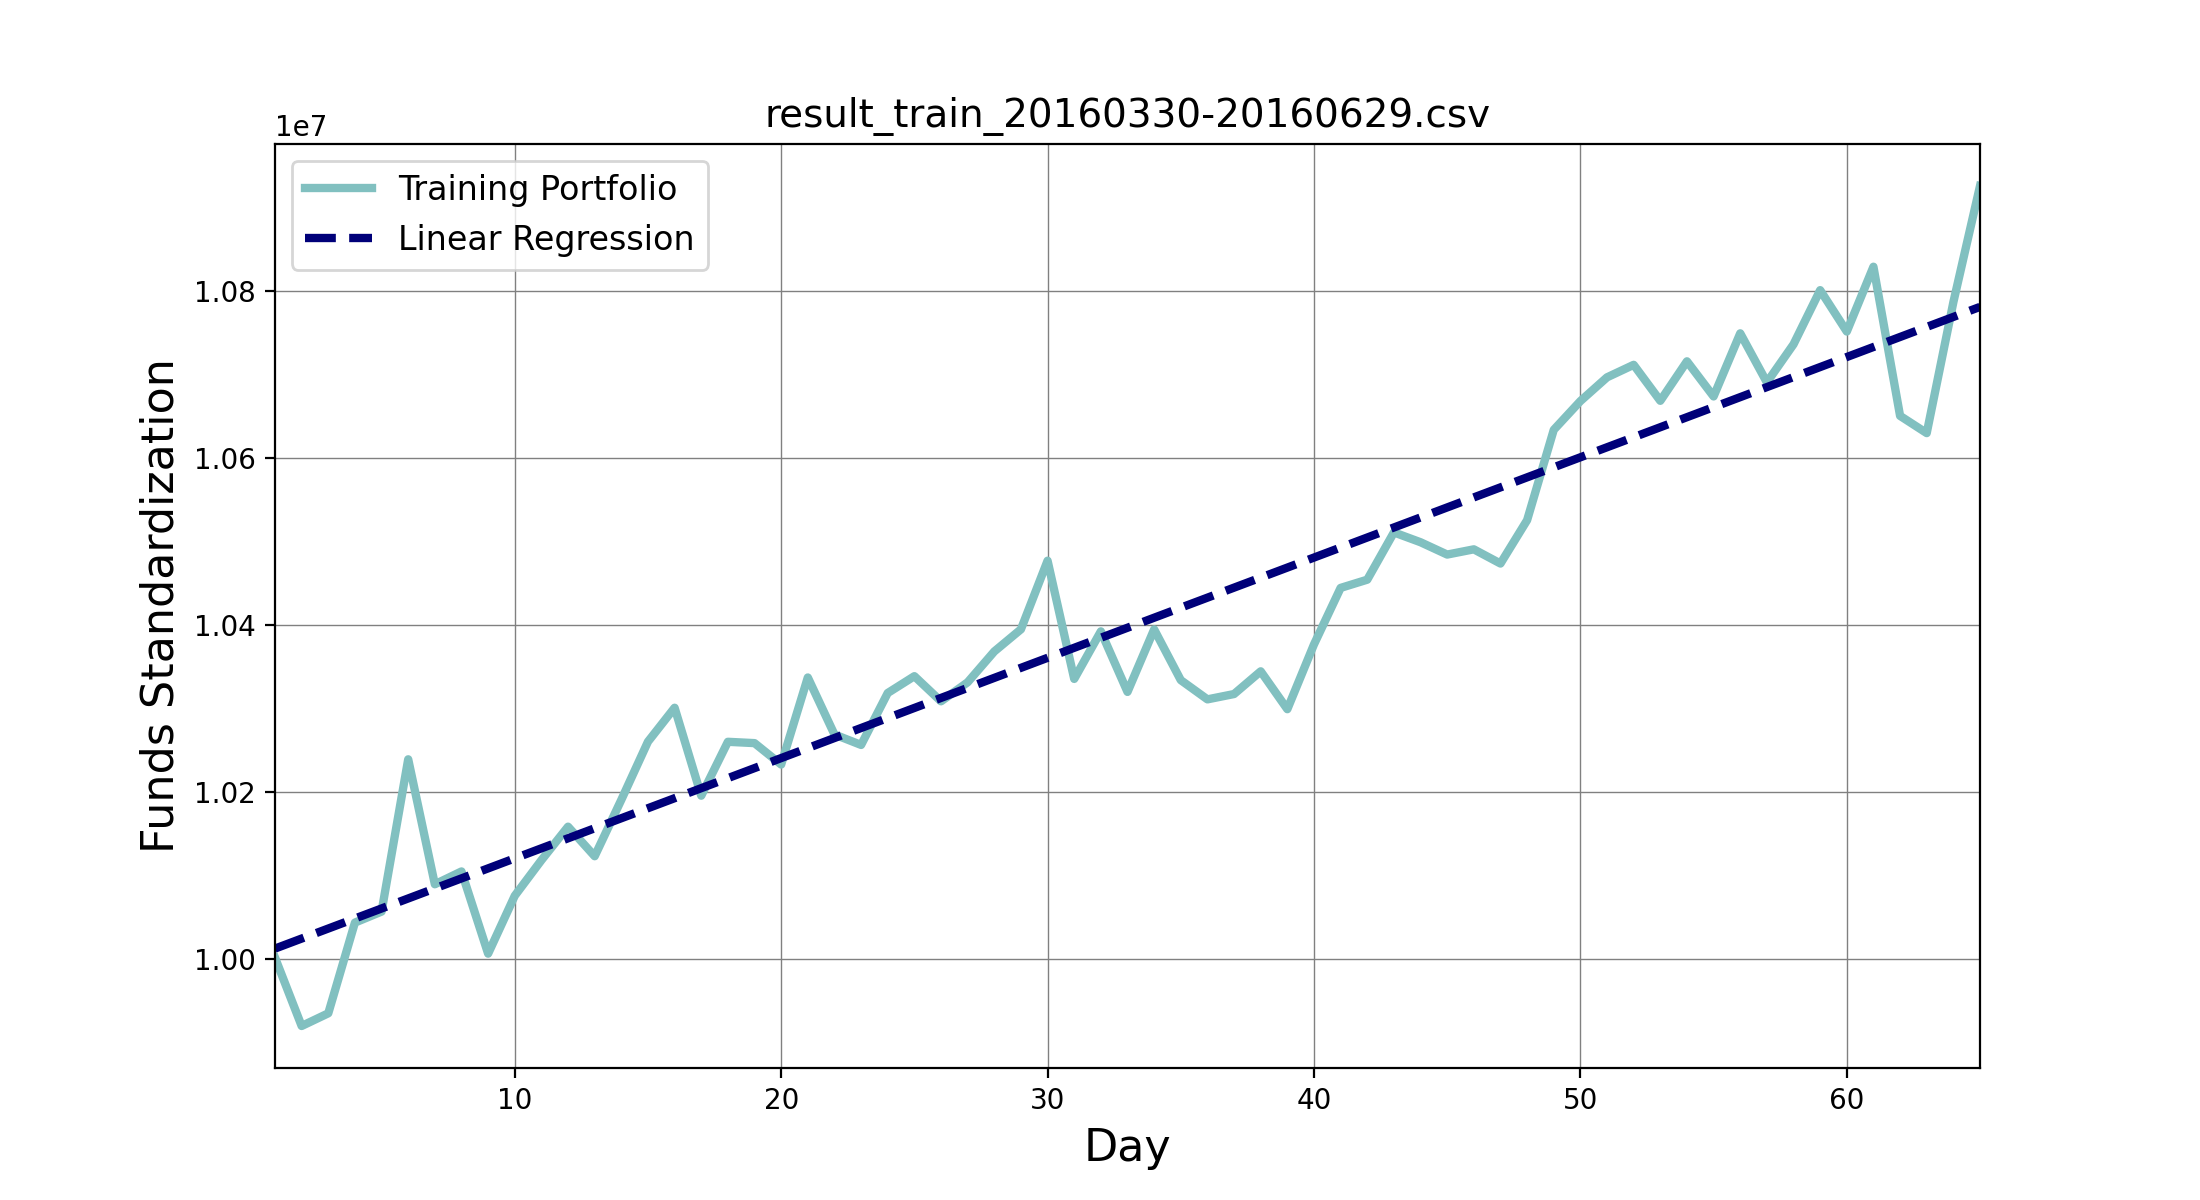 result_train_20160330-20160629.csv
1e7
Training Portfolio
Linear Regression
1.08
1.06
1.04
1.02
1.00
Funds Standardization
10 20 30 40 50 60
Day